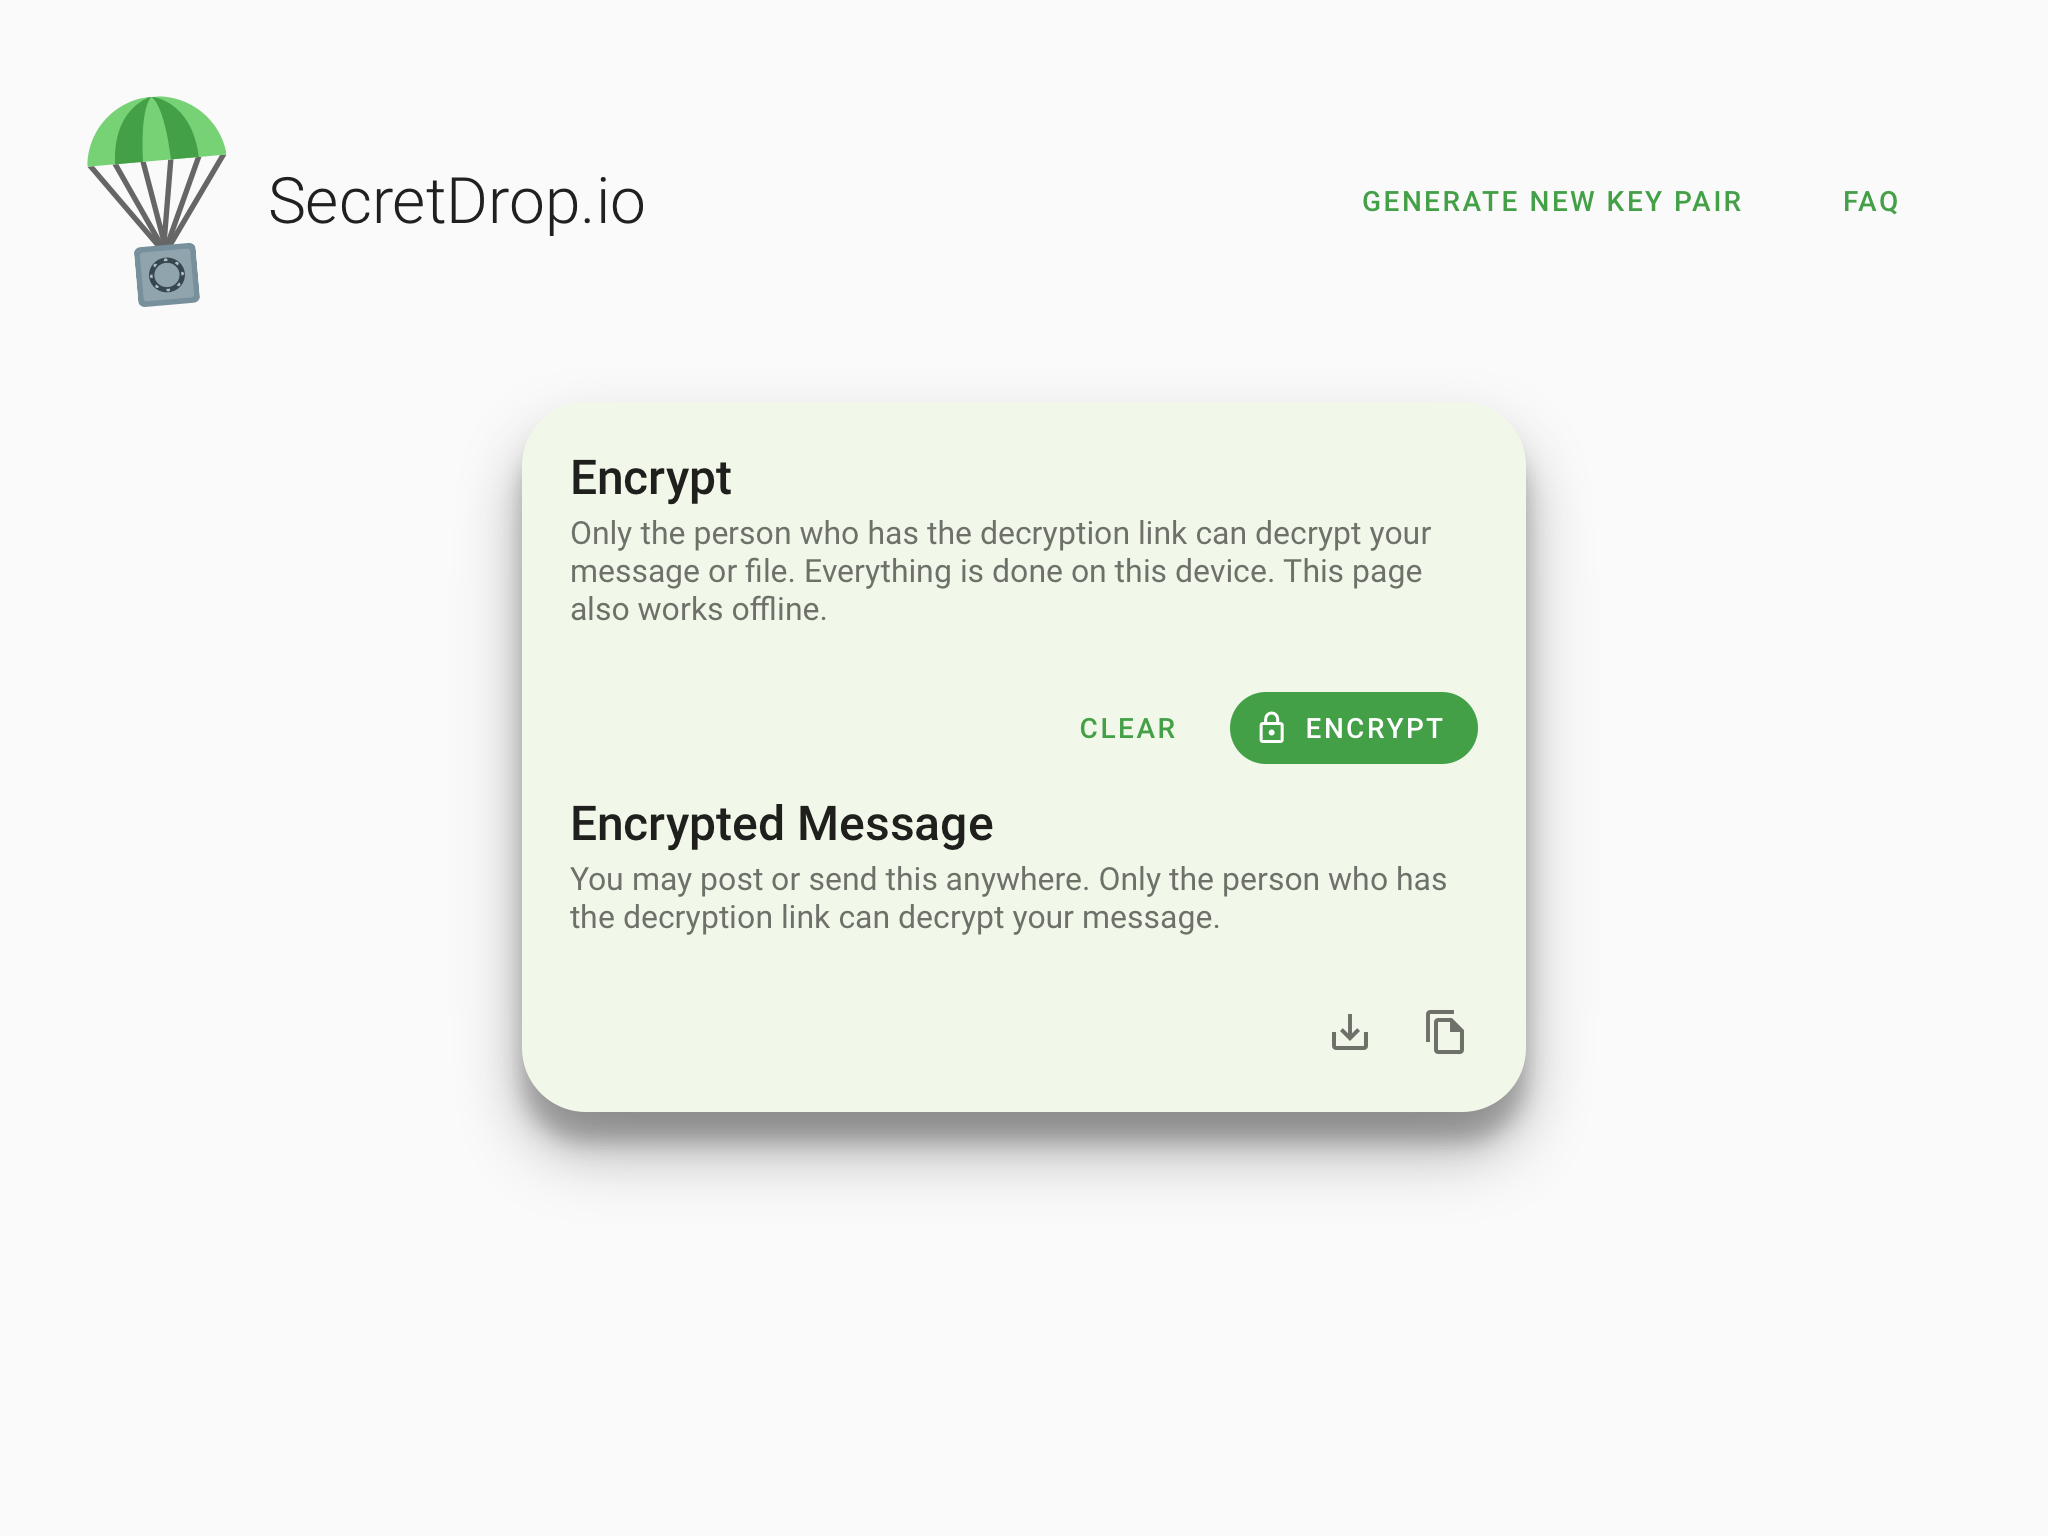 SecretDrop.io
GENERATE NEW KEY PAIR
FAQ
Encrypt
Only the person who has the decryption link can decrypt your
message or file. Everything is done on this device. This page
also works offline.
CLEAR
ENCRYPT
Encrypted Message
You may post or send this anywhere. Only the person who has
the decryption link can decrypt your message.